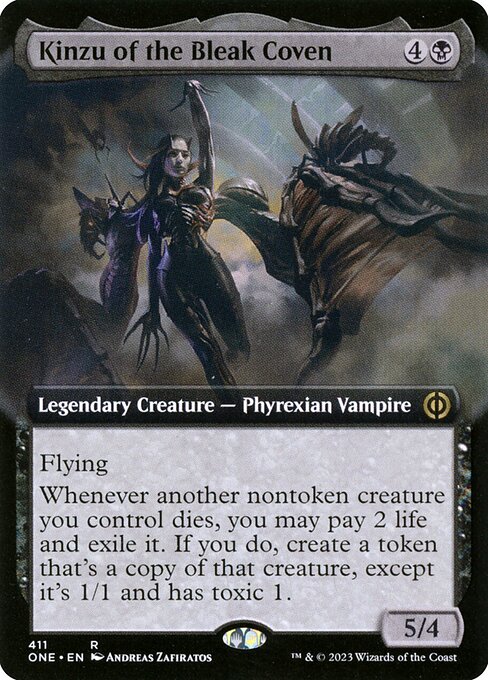 Kinzu of the Bleak Coven 4
Legendary Creature — Phyrexian Vampire
Flying
Whenever another nontoken creature
you control dies, you may pay 2 life
and exile it. If you do, create a token
that's a copy of that creature, except
it's 1/1 and has toxic 1.
5/4
411 R
ONE • EN Andreas Zafiratos
™ & © 2023 Wizards of the Coast